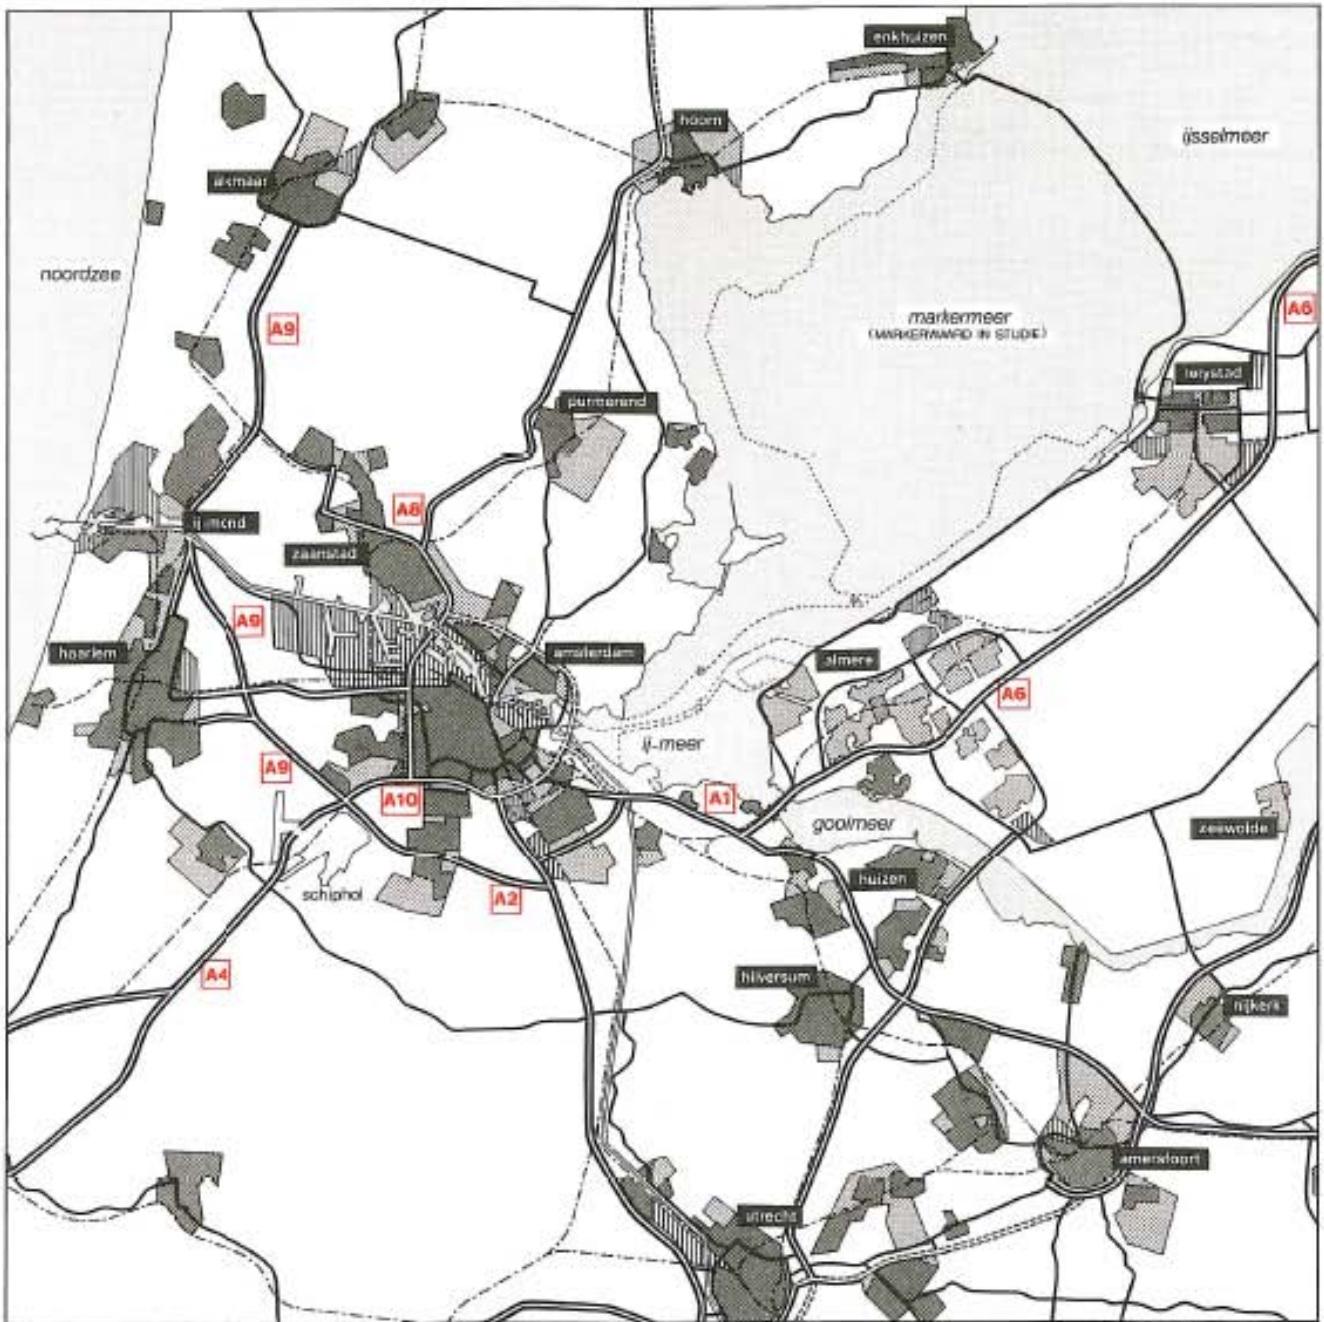 enkhuizen
hoorn
ijsselmeer
alkmaar
noordzee
markermeer
(MARKERWAARD IN STUDIE)
A6
A9
lelystad
purmerend
A8
ij-mond
zaanstad
A9
haarlem
amsterdam
almere
A6
ij-meer
A9
A10
A1
gooimeer
zeewolde
huizen
schiphol
A2
A4
hilversum
nijkerk
amersfoort
utrecht